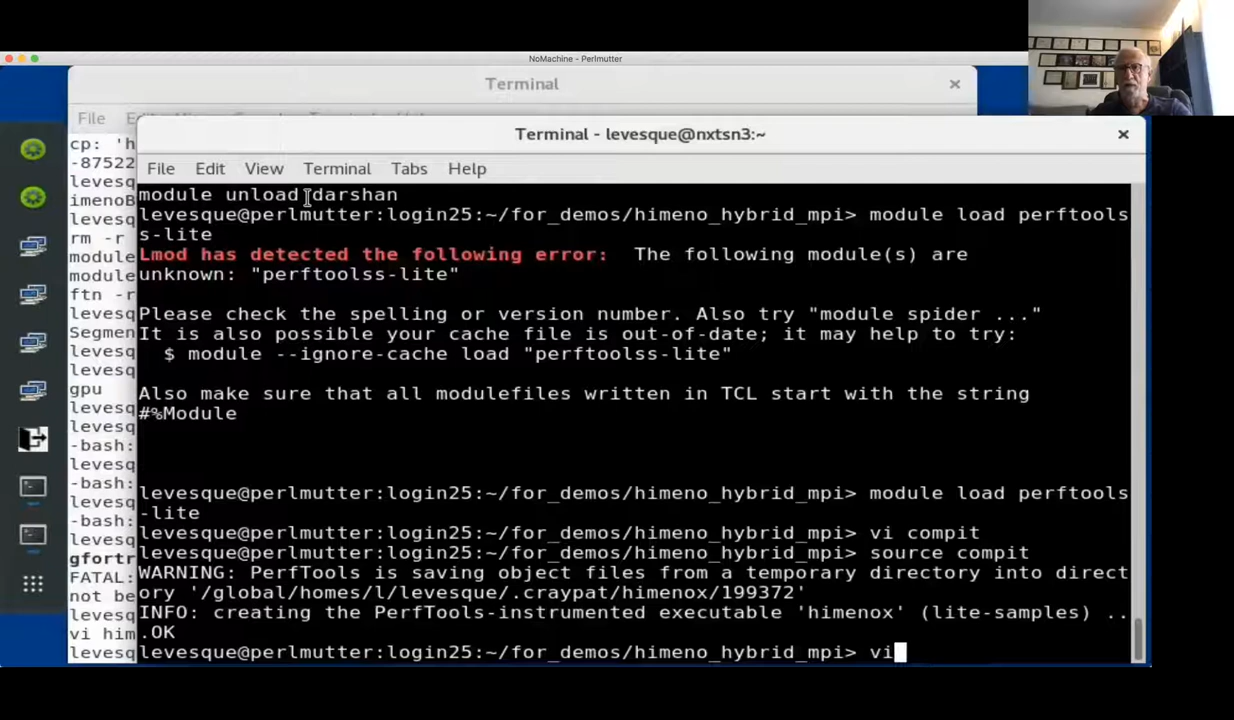 NoMachine - Perlmutter
Terminal
File
cp: 'h
-87522
levesq
imenoB
levesq
rm -r
module
module
ftn -r
levesq
Segmen
levesq
levesq
gpu
levesq
levesq
-bash:
levesq
-bash:
levesq
-bash:
levesq
gfortr
FATAL:
not be
levesq
vi him
levesq
Terminal - levesque@nxtsn3:~
File Edit View Terminal Tabs Help
module unload darshan
levesque@perlmutter:login25:~/for_demos/himeno_hybrid_mpi> module load perftools
s-lite
Lmod has detected the following error:  The following module(s) are
unknown: "perftoolss-lite"
Please check the spelling or version number. Also try "module spider ..."
It is also possible your cache file is out-of-date; it may help to try:
$ module --ignore-cache load "perftoolss-lite"
Also make sure that all modulefiles written in TCL start with the string
#%Module
levesque@perlmutter:login25:~/for_demos/himeno_hybrid_mpi> module load perftools
-lite
levesque@perlmutter:login25:~/for_demos/himeno_hybrid_mpi> vi compit
levesque@perlmutter:login25:~/for_demos/himeno_hybrid_mpi> source compit
WARNING: PerfTools is saving object files from a temporary directory into direct
ory '/global/homes/l/levesque/.craypat/himenox/199372'
INFO: creating the PerfTools-instrumented executable 'himenox' (lite-samples) ..
.OK
levesque@perlmutter:login25:~/for_demos/himeno_hybrid_mpi> vi